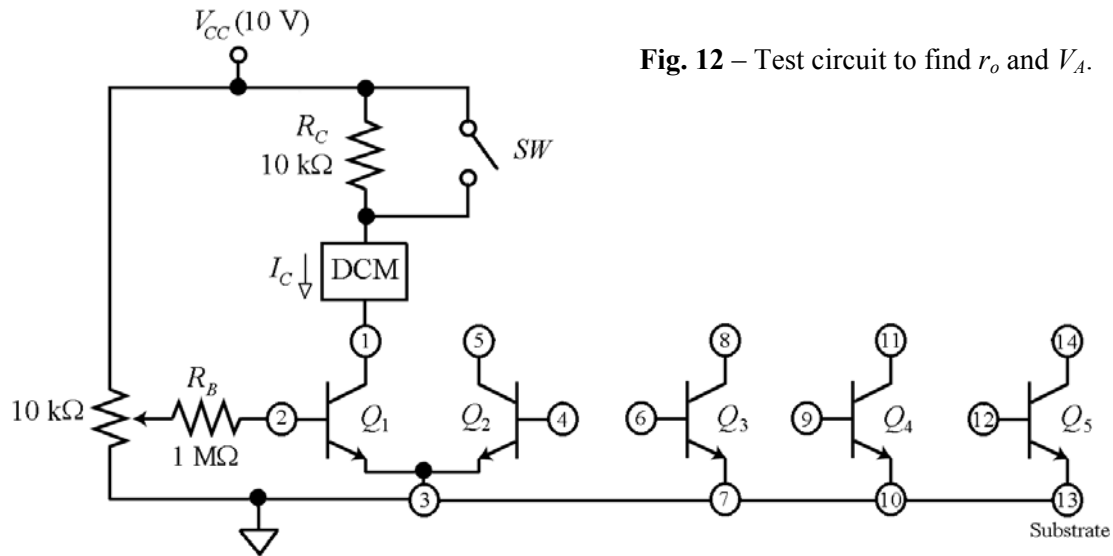 V_CC (10 V)
Fig. 12 – Test circuit to find r_o and V_A.
R_C
10 kΩ
SW
I_C
DCM
1
5
8
11
14
10 kΩ
R_B
1 MΩ
2
Q_1
Q_2
4
6
Q_3
9
Q_4
12
Q_5
3
7
10
13
Substrate